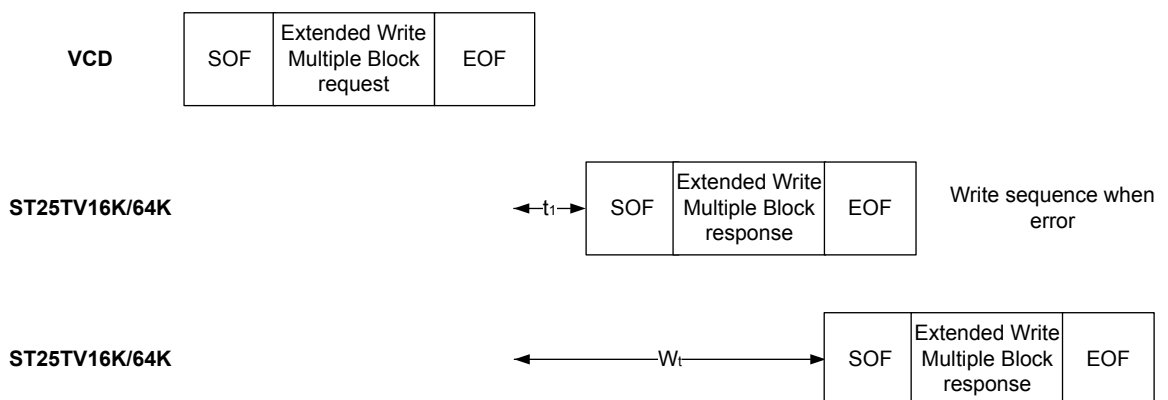 VCD
SOF
Extended Write
Multiple Block
request
EOF
ST25TV16K/64K
t1
SOF
Extended Write
Multiple Block
response
EOF
Write sequence when
error
ST25TV16K/64K
Wt
SOF
Extended Write
Multiple Block
response
EOF